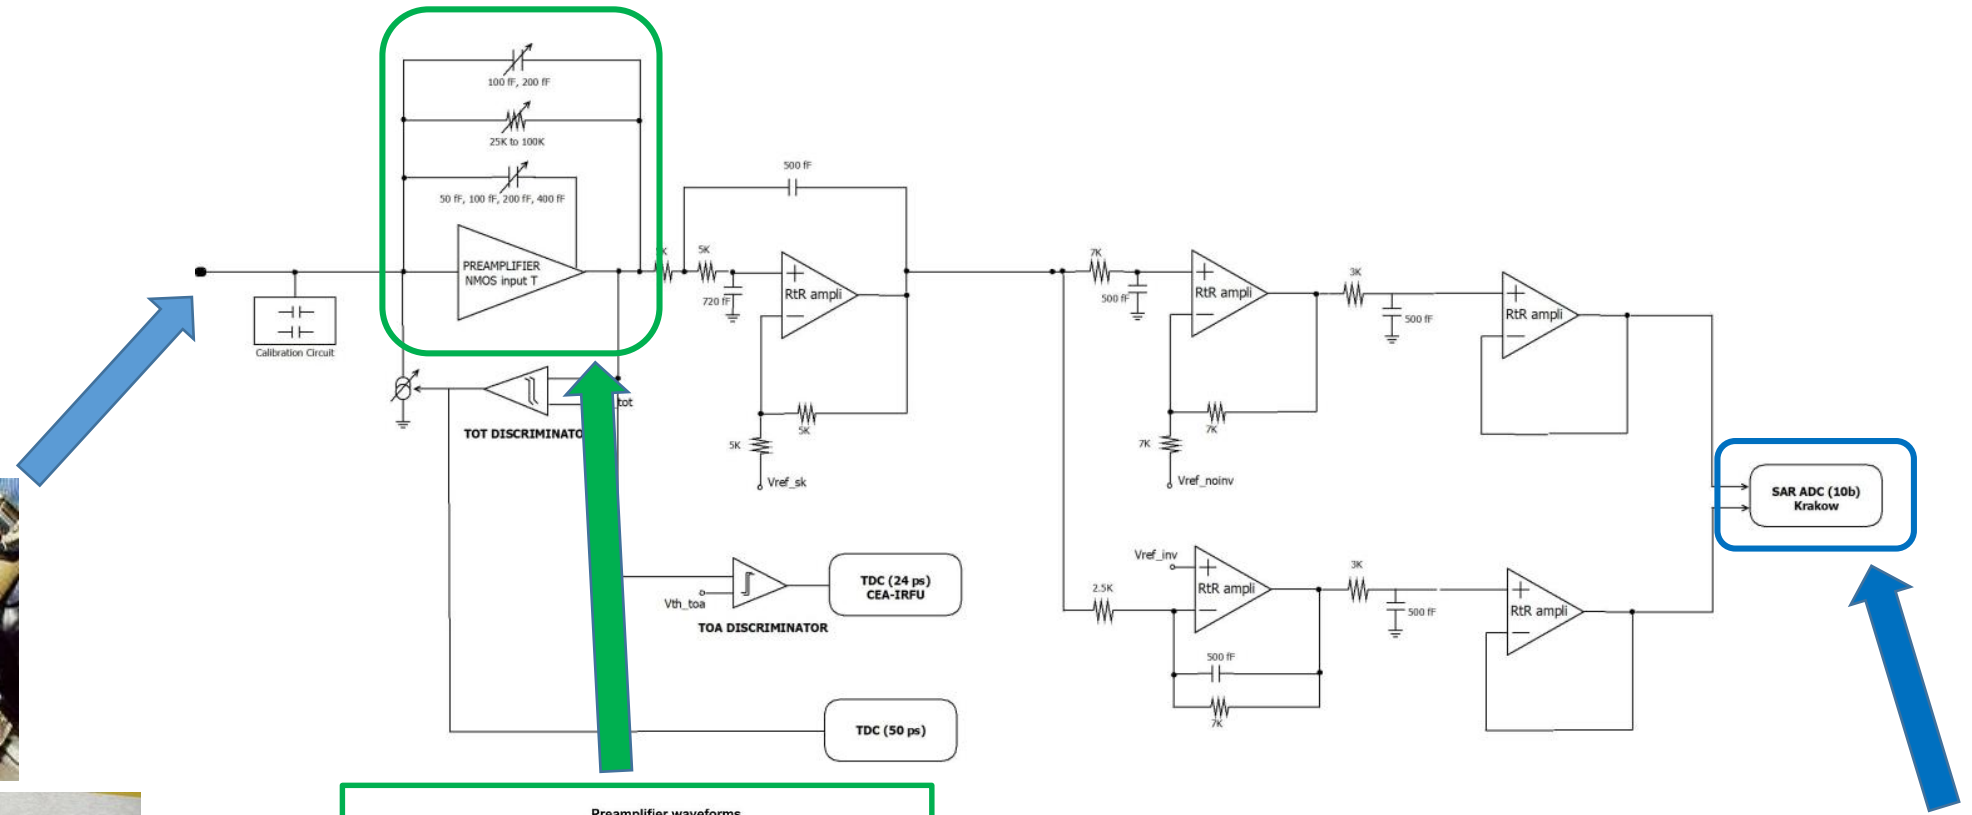 100 fF, 200 fF
25K to 100K
50 fF, 100 fF, 200 fF, 400 fF
PREAMPLIFIER
NMOS input T
Calibration Circuit
TOT DISCRIMINATO
tot
500 fF
5K
720 fF
RtR ampli
5K
5K
Vref_sk
7K
500 fF
RtR ampli
3K
500 fF
RtR ampli
7K
7K
Vref_noinv
SAR ADC (10b)
Krakow
Vth_toa
TOA DISCRIMINATOR
TDC (24 ps)
CEA-IRFU
TDC (50 ps)
Vref_inv
2.5K
RtR ampli
3K
500 fF
RtR ampli
500 fF
7K
Preamplifier waveforms